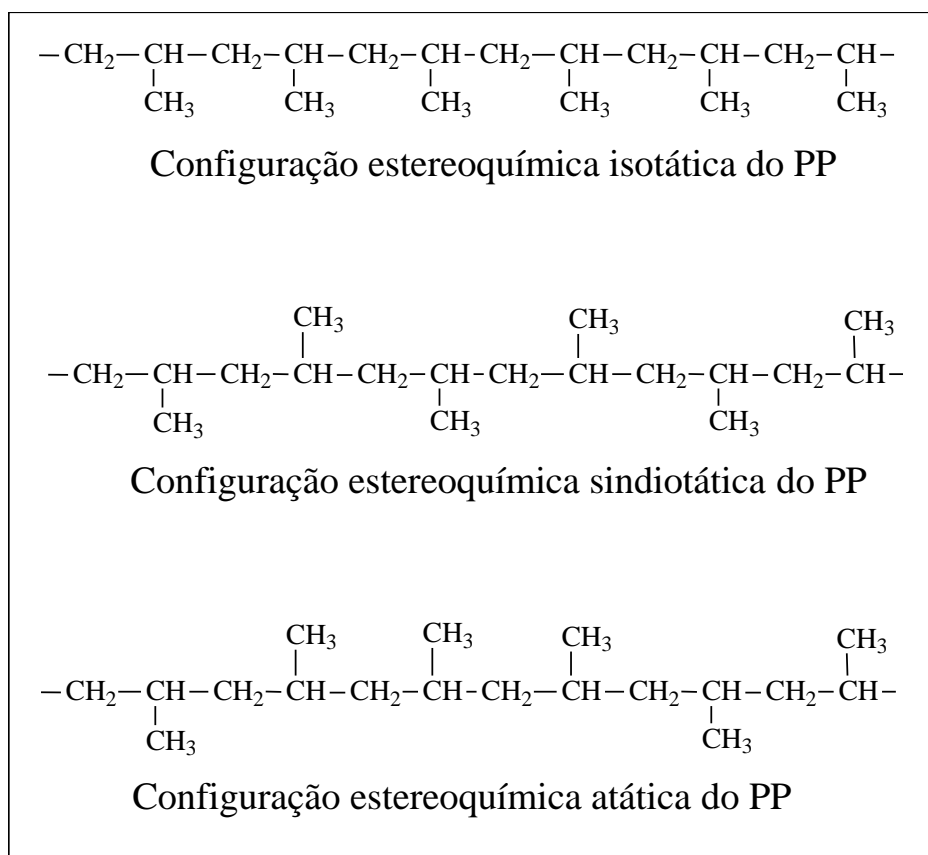 –CH₂–CH–CH₂–CH–CH₂–CH–CH₂–CH–CH₂–CH–CH₂–CH–
CH₃ CH₃ CH₃ CH₃ CH₃ CH₃
Configuração estereoquímica isotática do PP
CH₃ CH₃ CH₃
–CH₂–CH–CH₂–CH–CH₂–CH–CH₂–CH–CH₂–CH–CH₂–CH–
CH₃ CH₃ CH₃
Configuração estereoquímica sindiotática do PP
CH₃ CH₃ CH₃ CH₃
–CH₂–CH–CH₂–CH–CH₂–CH–CH₂–CH–CH₂–CH–CH₂–CH–
CH₃ CH₃
Configuração estereoquímica atática do PP